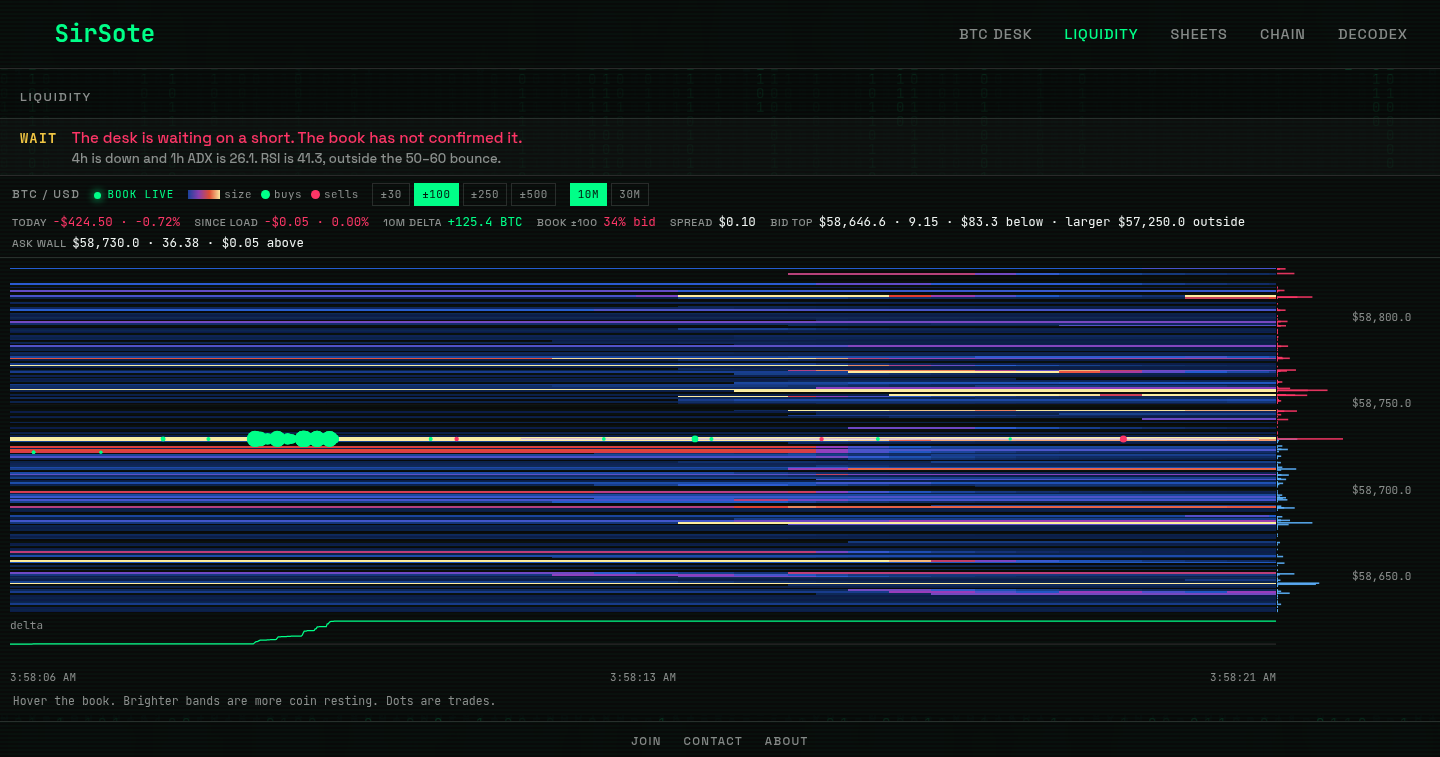 SirSote
BTC DESK LIQUIDITY SHEETS CHAIN DECODEX
LIQUIDITY
WAIT The desk is waiting on a short. The book has not confirmed it.
4h is down and 1h ADX is 26.1. RSI is 41.3, outside the 50–60 bounce.
BTC / USD BOOK LIVE size buys sells ±30 ±100 ±250 ±500 10M 30M
TODAY -$424.50 · -0.72% SINCE LOAD -$0.05 · 0.00% 10M DELTA +125.4 BTC BOOK ±100 34% bid SPREAD $0.10 BID TOP $58,646.6 · 9.15 · $83.3 below · larger $57,250.0 outside
ASK WALL $58,730.0 · 36.38 · $0.05 above
$58,800.0
$58,750.0
$58,700.0
$58,650.0
delta
3:58:06 AM 3:58:13 AM 3:58:21 AM
Hover the book. Brighter bands are more coin resting. Dots are trades.
JOIN CONTACT ABOUT